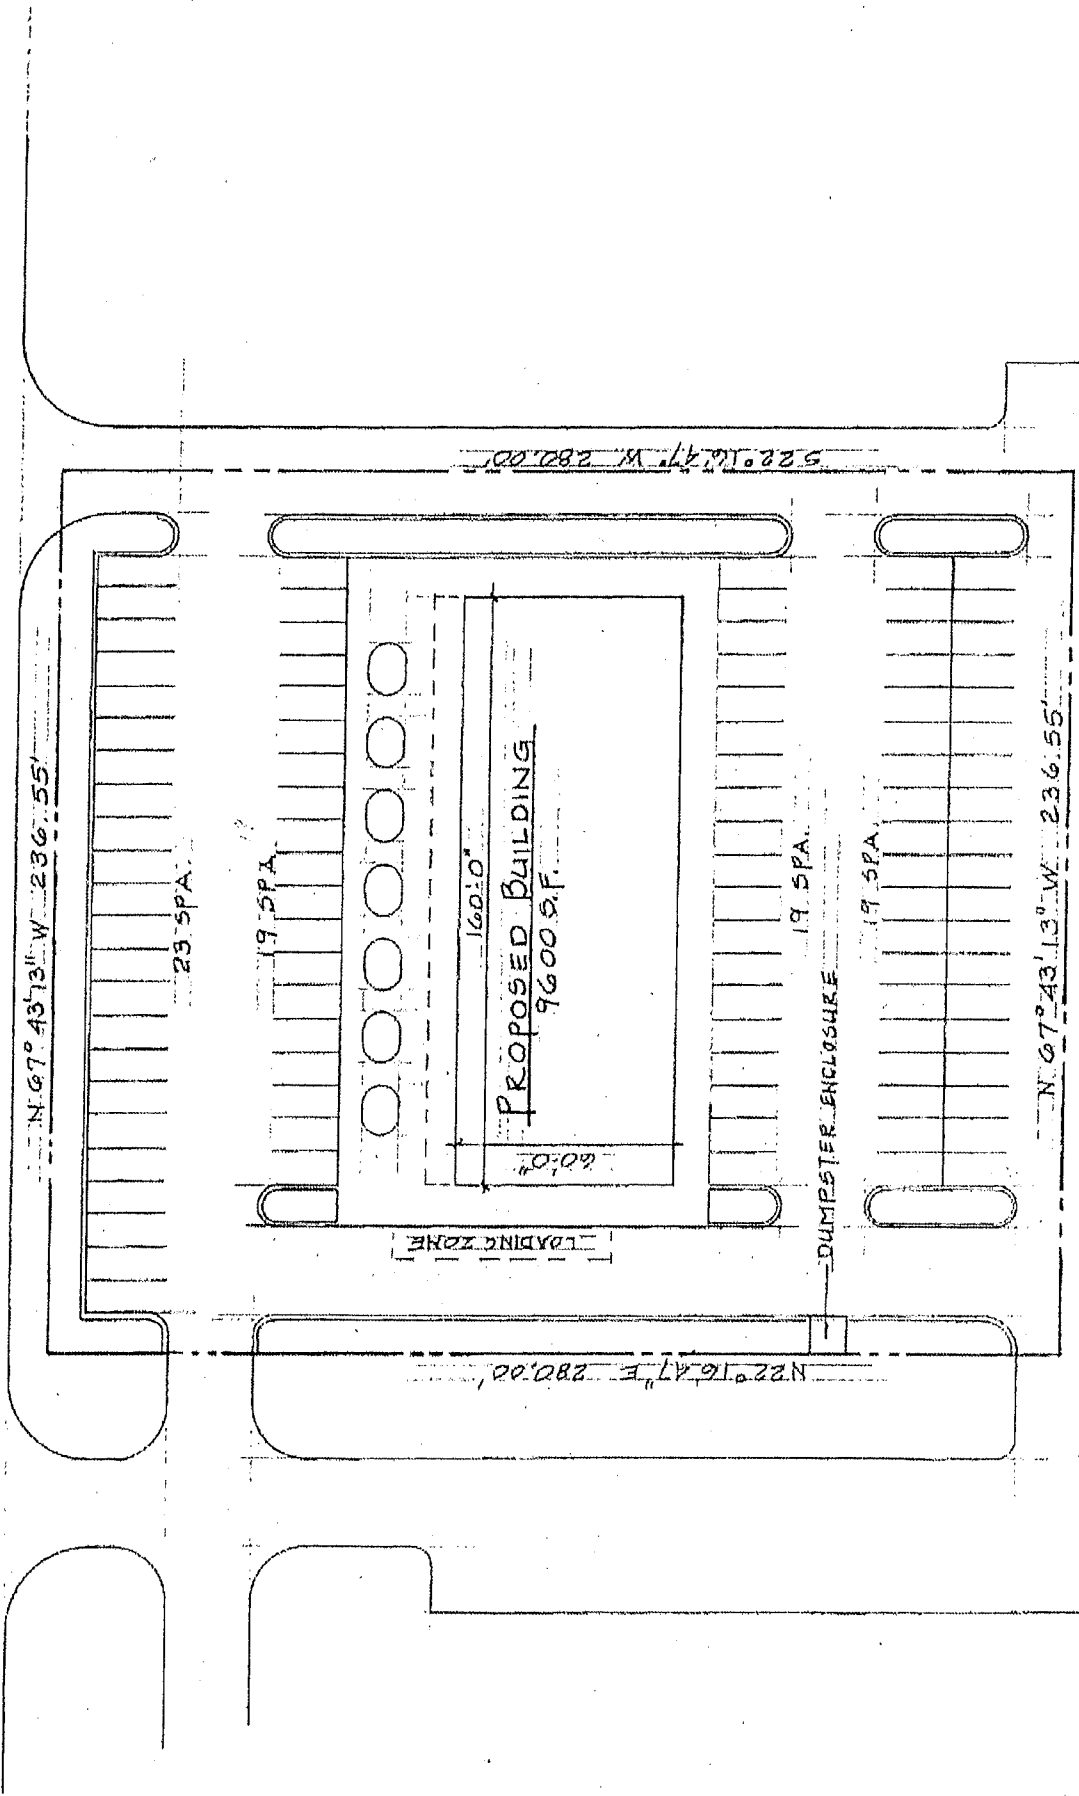 N 67° 43' 13" W 236.55'
23 SPA.
19 SPA.
160'-0"
PROPOSED BUILDING
9600 S.F.
60'-0"
LOADING ZONE
19 SPA.
DUMPSTER ENCLOSURE
19 SPA.
N 67° 43' 13" W 236.55'
S 22° 16' 47" W 280.00'
N 22° 16' 47" E 280.00'